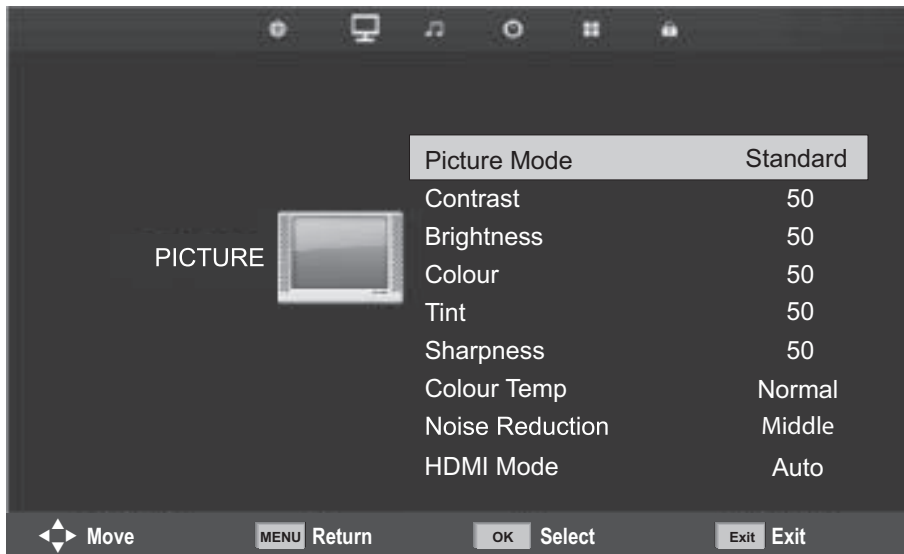 Picture Mode Standard
Contrast 50
Brightness 50
PICTURE
Colour 50
Tint 50
Sharpness 50
Colour Temp Normal
Noise Reduction Middle
HDMI Mode Auto
Move MENU Return OK Select Exit Exit